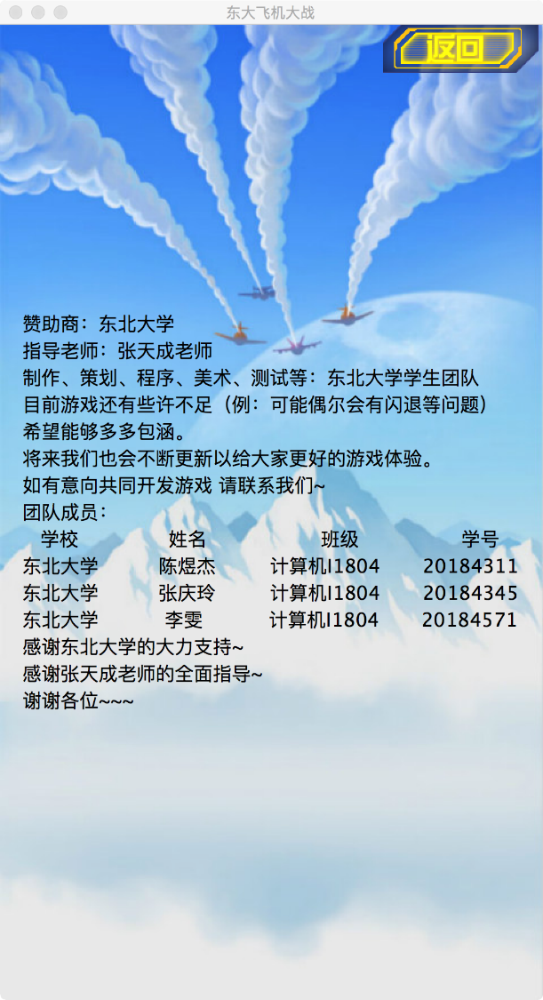 东大飞机大战
返回
赞助商：东北大学
指导老师：张天成老师
制作、策划、程序、美术、测试等：东北大学学生团队
目前游戏还有些许不足（例：可能偶尔会有闪退等问题）
希望能够多多包涵。
将来我们也会不断更新以给大家更好的游戏体验。
如有意向共同开发游戏 请联系我们~
团队成员：
学校 姓名 班级 学号
东北大学 陈煜杰 计算机I1804 20184311
东北大学 张庆玲 计算机I1804 20184345
东北大学 李雯 计算机I1804 20184571
感谢东北大学的大力支持~
感谢张天成老师的全面指导~
谢谢各位~~~